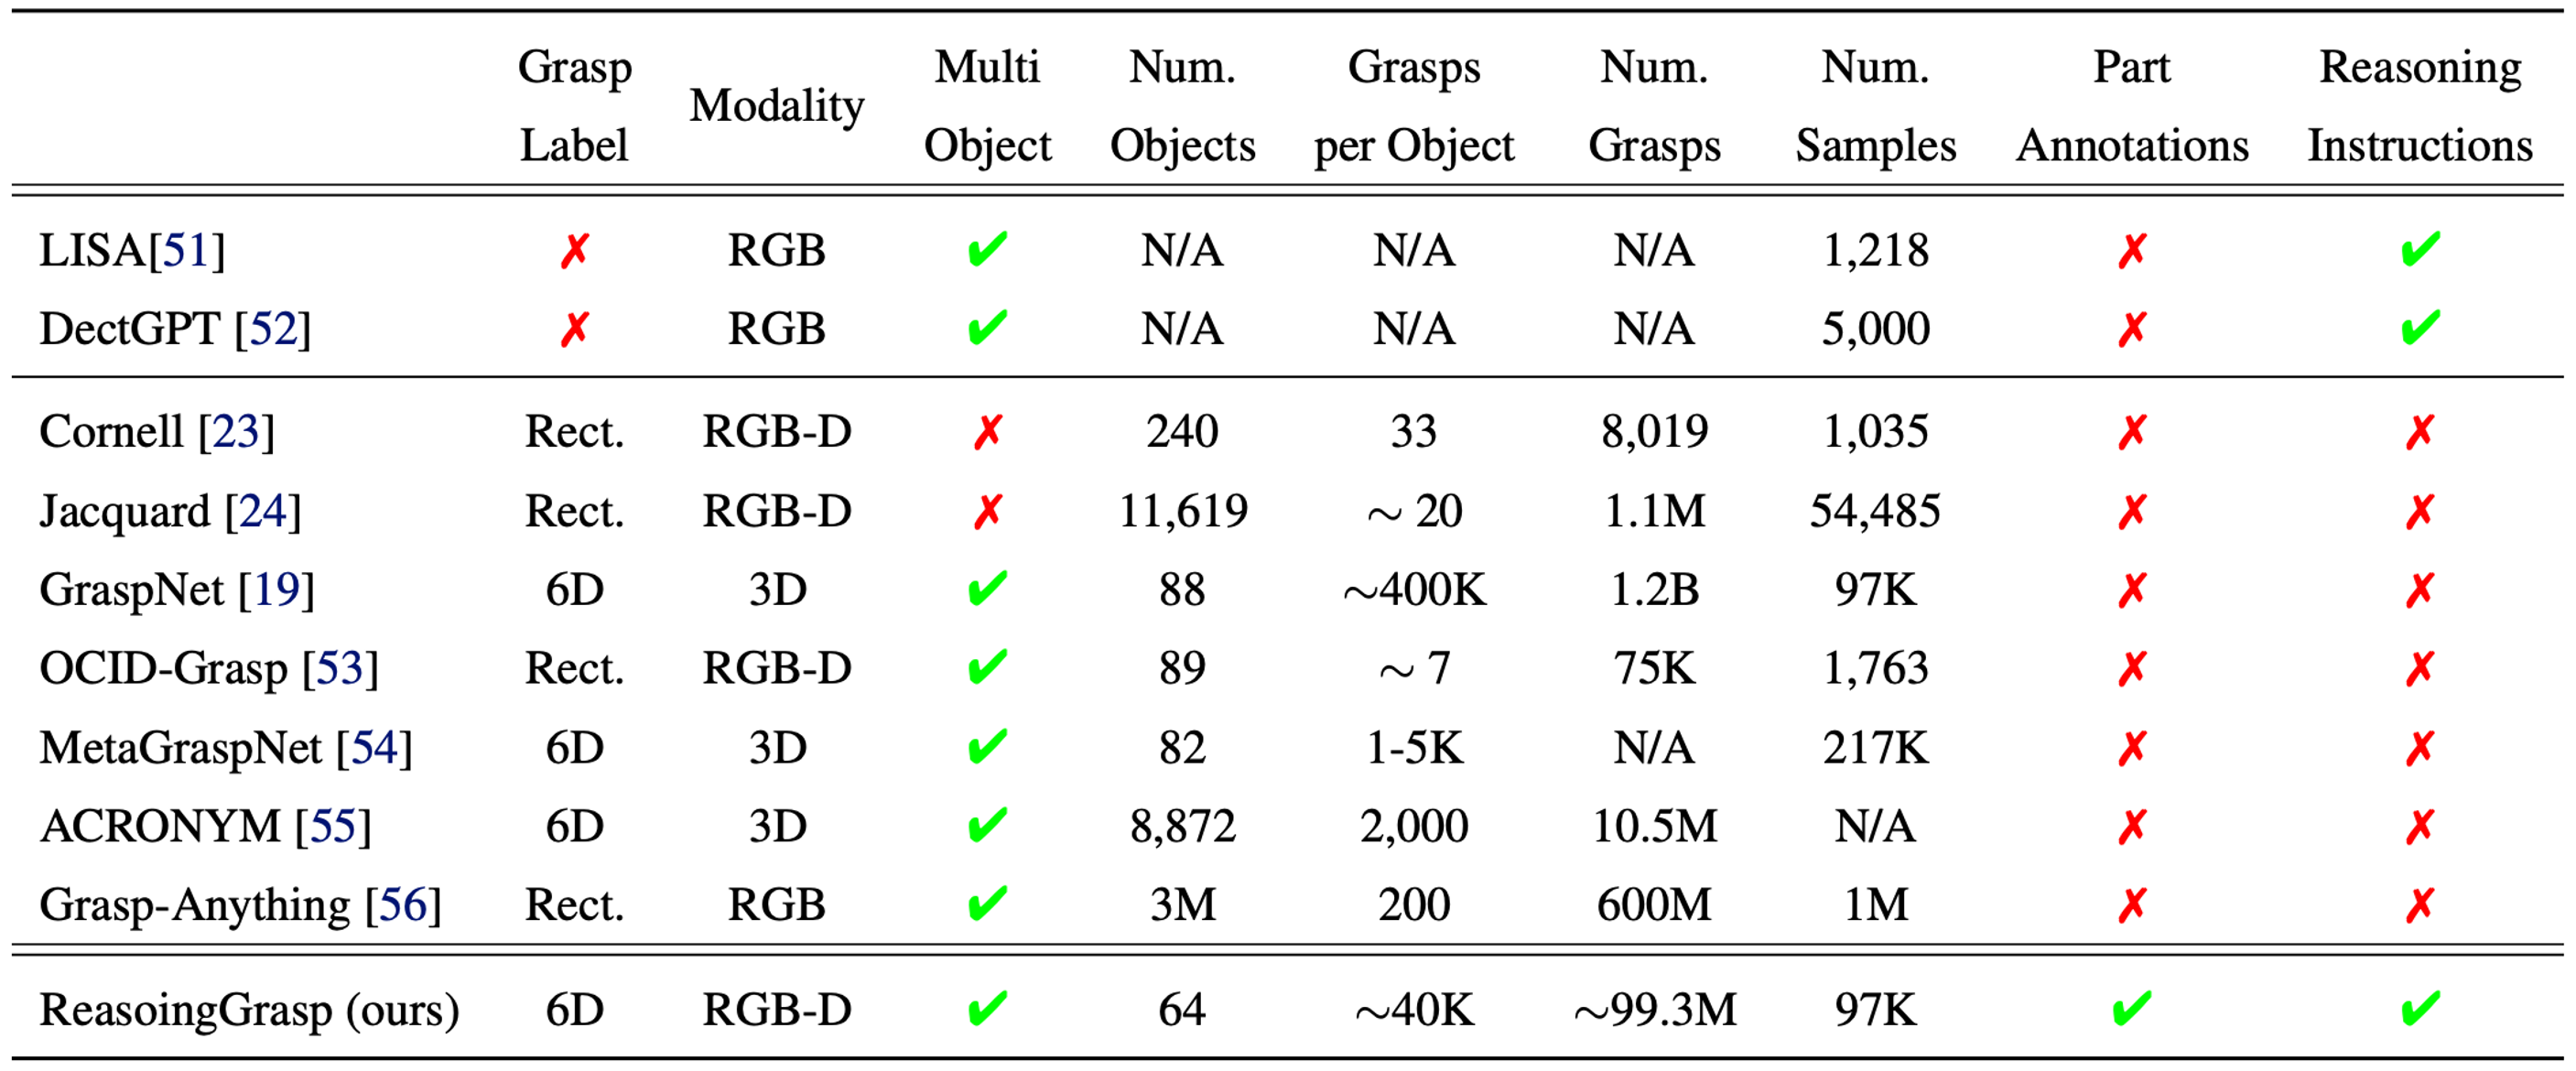 Grasp Label Modality Multi Object Num. Objects Grasps per Object Num. Grasps Num. Samples Part Annotations Reasoning Instructions
LISA[51] ✗ RGB ✔ N/A N/A N/A 1,218 ✗ ✔
DectGPT [52] ✗ RGB ✔ N/A N/A N/A 5,000 ✗ ✔
Cornell [23] Rect. RGB-D ✗ 240 33 8,019 1,035 ✗ ✗
Jacquard [24] Rect. RGB-D ✗ 11,619 ~ 20 1.1M 54,485 ✗ ✗
GraspNet [19] 6D 3D ✔ 88 ~400K 1.2B 97K ✗ ✗
OCID-Grasp [53] Rect. RGB-D ✔ 89 ~ 7 75K 1,763 ✗ ✗
MetaGraspNet [54] 6D 3D ✔ 82 1-5K N/A 217K ✗ ✗
ACRONYM [55] 6D 3D ✔ 8,872 2,000 10.5M N/A ✗ ✗
Grasp-Anything [56] Rect. RGB ✔ 3M 200 600M 1M ✗ ✗
ReasoingGrasp (ours) 6D RGB-D ✔ 64 ~40K ~99.3M 97K ✔ ✔